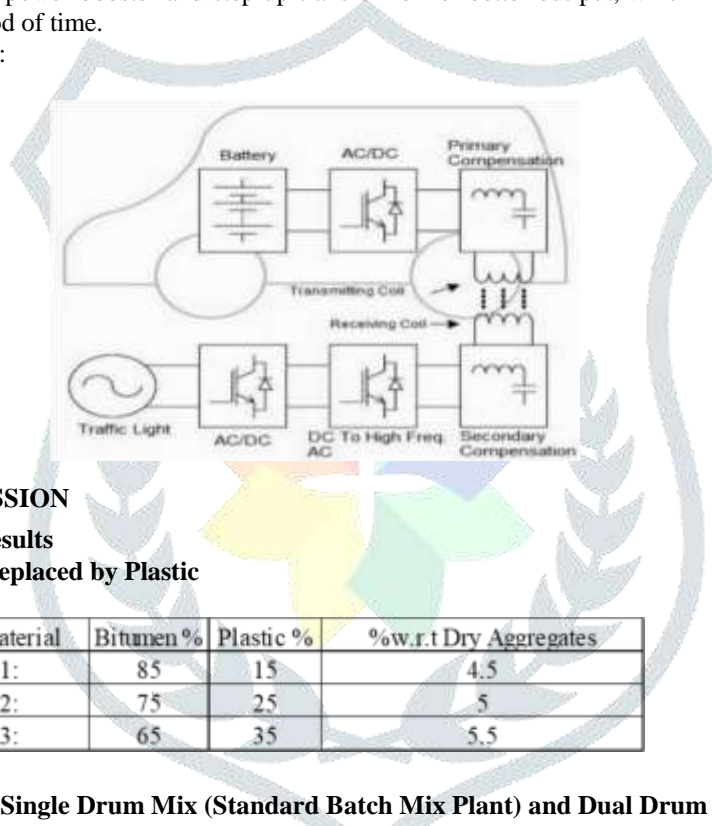 od of time.
:
Battery
AC/DC
Primary
Compensation
Transmitting Coil
Receiving Coil
Traffic Light
AC/DC
DC To High Freq.
AC
Secondary
Compensation
SSION
esults
eplaced by Plastic
aterial Bitumen % Plastic % %w.r.t Dry Aggregates
1: 85 15 4.5
2: 75 25 5
3: 65 35 5.5
Single Drum Mix (Standard Batch Mix Plant) and Dual Drum